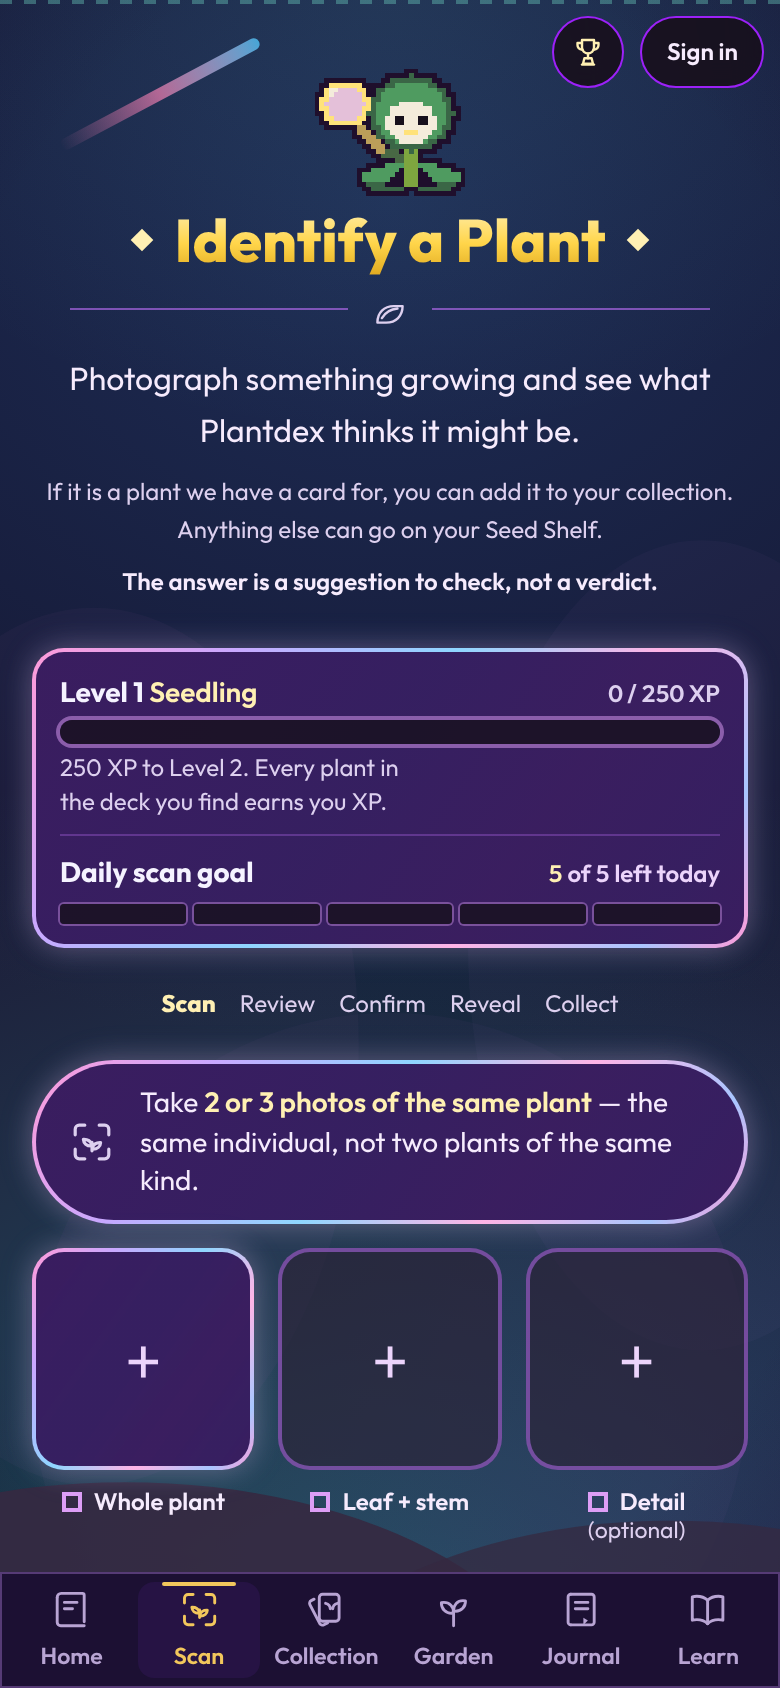 Sign in
Identify a Plant
Photograph something growing and see what
Plantdex thinks it might be.
If it is a plant we have a card for, you can add it to your collection.
Anything else can go on your Seed Shelf.
The answer is a suggestion to check, not a verdict.
Level 1 Seedling
0 / 250 XP
250 XP to Level 2. Every plant in
the deck you find earns you XP.
Daily scan goal
5 of 5 left today
Scan Review Confirm Reveal Collect
Take 2 or 3 photos of the same plant — the
same individual, not two plants of the same
kind.
Whole plant
Leaf + stem
Detail
(optional)
Home Scan Collection Garden Journal Learn